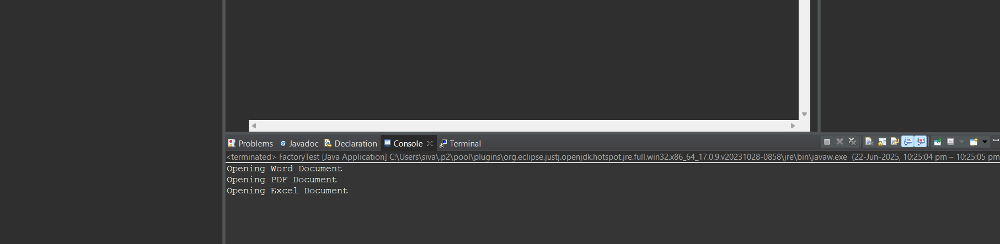 Problems @ Javadoc Declaration Console Terminal
<terminated> FactoryTest [Java Application] C:\Users\siva\.p2\pool\plugins\org.eclipse.justj.openjdk.hotspot.jre.full.win32.x86_64_17.0.9.v20231028-0858\jre\bin\javaw.exe (22-Jun-2025, 10:25:04 pm – 10:25:05 pm
Opening Word Document
Opening PDF Document
Opening Excel Document